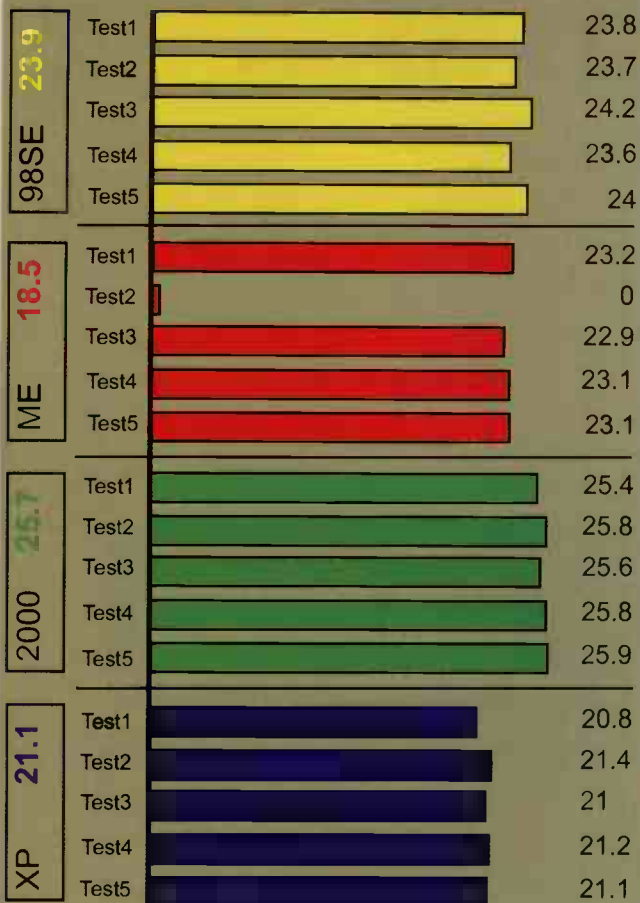 98SE 23.9
Test1 23.8
Test2 23.7
Test3 24.2
Test4 23.6
Test5 24
ME 18.5
Test1 23.2
Test2 0
Test3 22.9
Test4 23.1
Test5 23.1
2000 25.7
Test1 25.4
Test2 25.8
Test3 25.6
Test4 25.8
Test5 25.9
XP 21.1
Test1 20.8
Test2 21.4
Test3 21
Test4 21.2
Test5 21.1